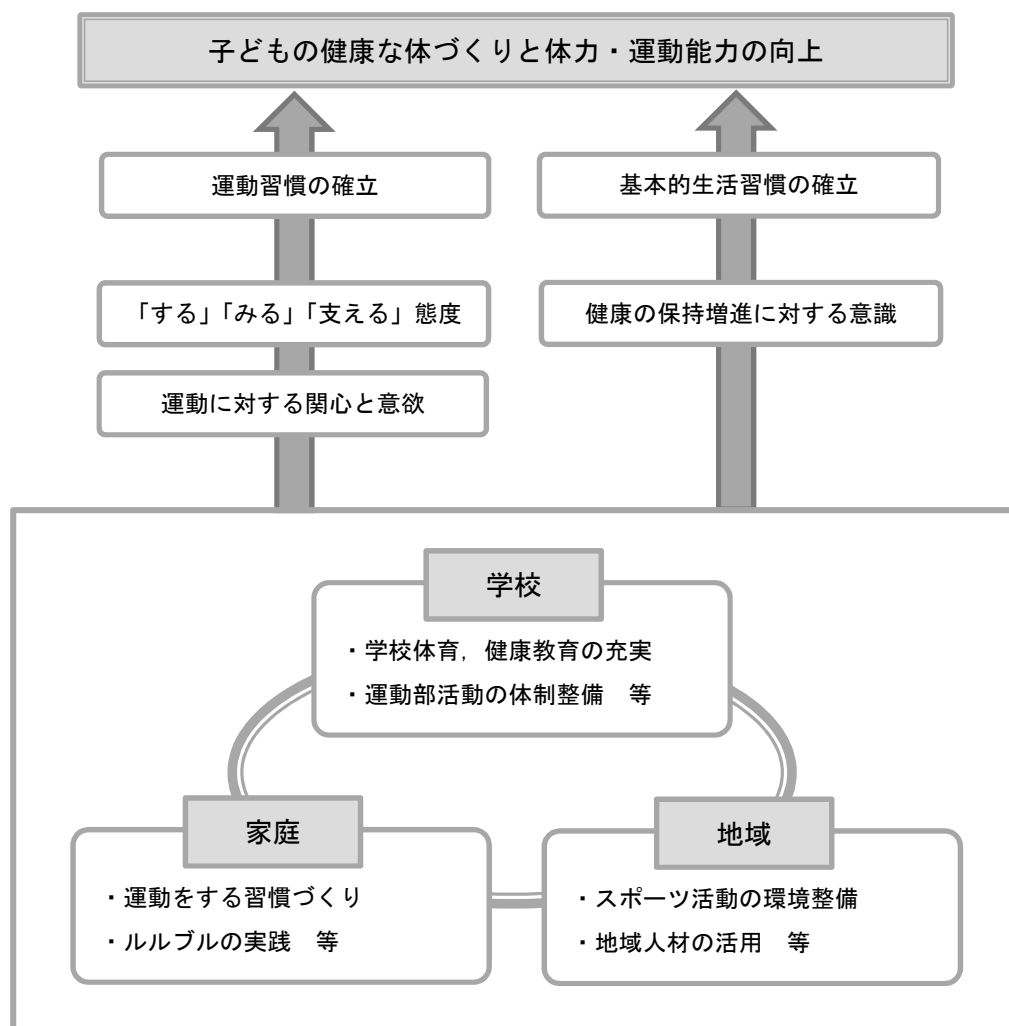 子どもの健康な体づくりと体力・運動能力の向上
運動習慣の確立
基本的生活習慣の確立
「する」「みる」「支える」態度
健康の保持増進に対する意識
運動に対する関心と意欲
学校
・学校体育，健康教育の充実
・運動部活動の体制整備　等
家庭
・運動をする習慣づくり
・ルルブルの実践　等
地域
・スポーツ活動の環境整備
・地域人材の活用　等